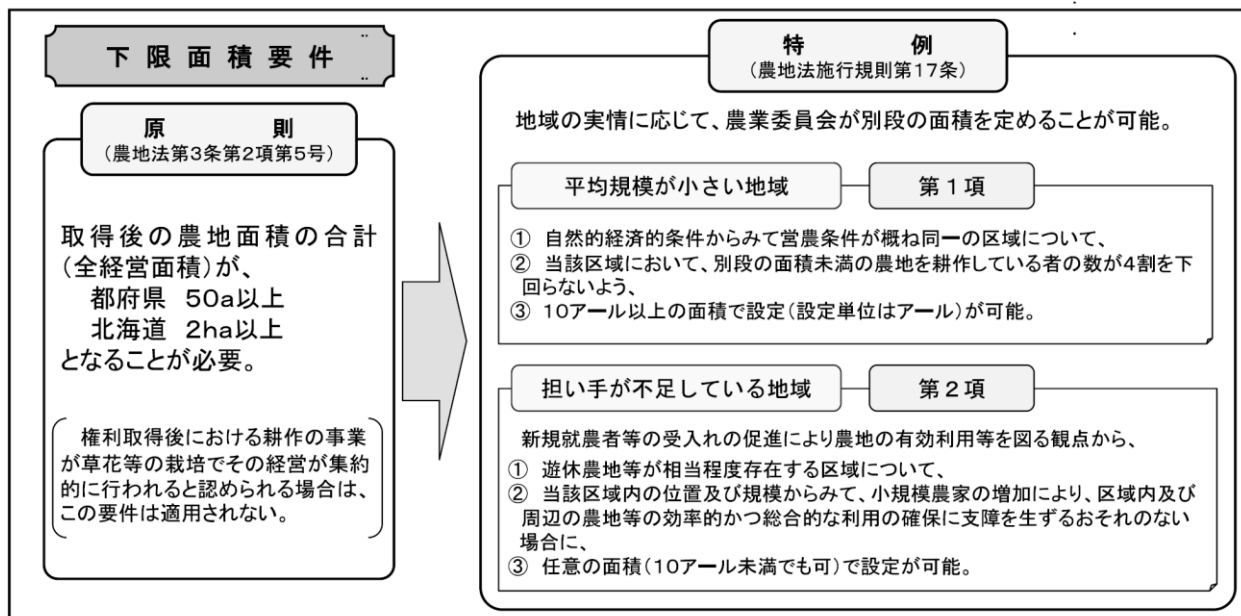 下限面積要件
原則
(農地法第3条第2項第5号)
取得後の農地面積の合計
(全経営面積)が、
都府県 50a以上
北海道 2ha以上
となることが必要。
権利取得後における耕作の事業
が草花等の栽培でその経営が集約
的に行われると認められる場合は、
この要件は適用されない。
特例
(農地法施行規則第17条)
地域の実情に応じて、農業委員会が別段の面積を定めることが可能。
平均規模が小さい地域 第1項
① 自然的経済的条件からみて営農条件が概ね同一の区域について、
② 当該区域において、別段の面積未満の農地を耕作している者の数が4割を下
回らないよう、
③ 10アール以上の面積で設定(設定単位はアール)が可能。
担い手が不足している地域 第2項
新規就農者等の受入れの促進により農地の有効利用等を図る観点から、
① 遊休農地等が相当程度存在する区域について、
② 当該区域内の位置及び規模からみて、小規模農家の増加により、区域内及び
周辺の農地等の効率的かつ総合的な利用の確保に支障を生ずるおそれのない
場合に、
③ 任意の面積(10アール未満でも可)で設定が可能。